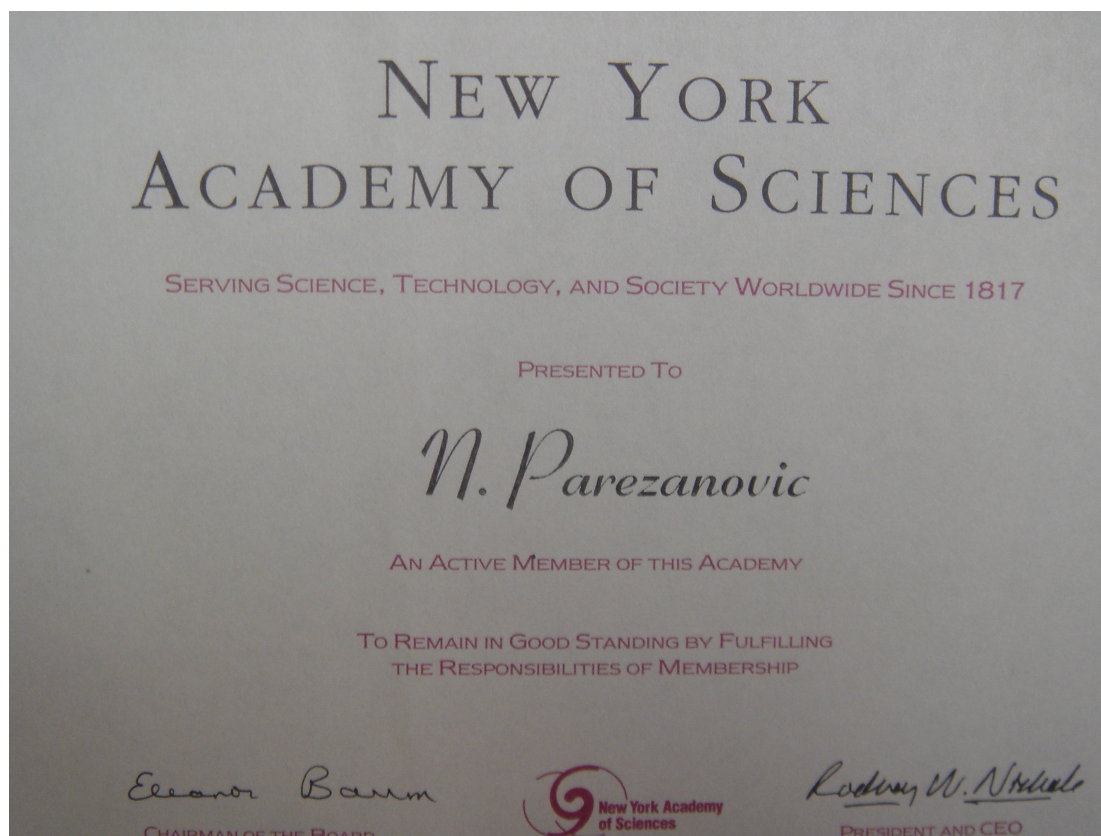 NEW YORK
ACADEMY OF SCIENCES
SERVING SCIENCE, TECHNOLOGY, AND SOCIETY WORLDWIDE SINCE 1817
PRESENTED TO
N. Parezanovic
AN ACTIVE MEMBER OF THIS ACADEMY
TO REMAIN IN GOOD STANDING BY FULFILLING
THE RESPONSIBILITIES OF MEMBERSHIP
Eleanor Baum
Rodney W. Nichols
New York Academy
of Sciences
CHAIRMAN OF THE BOARD
PRESIDENT AND CEO